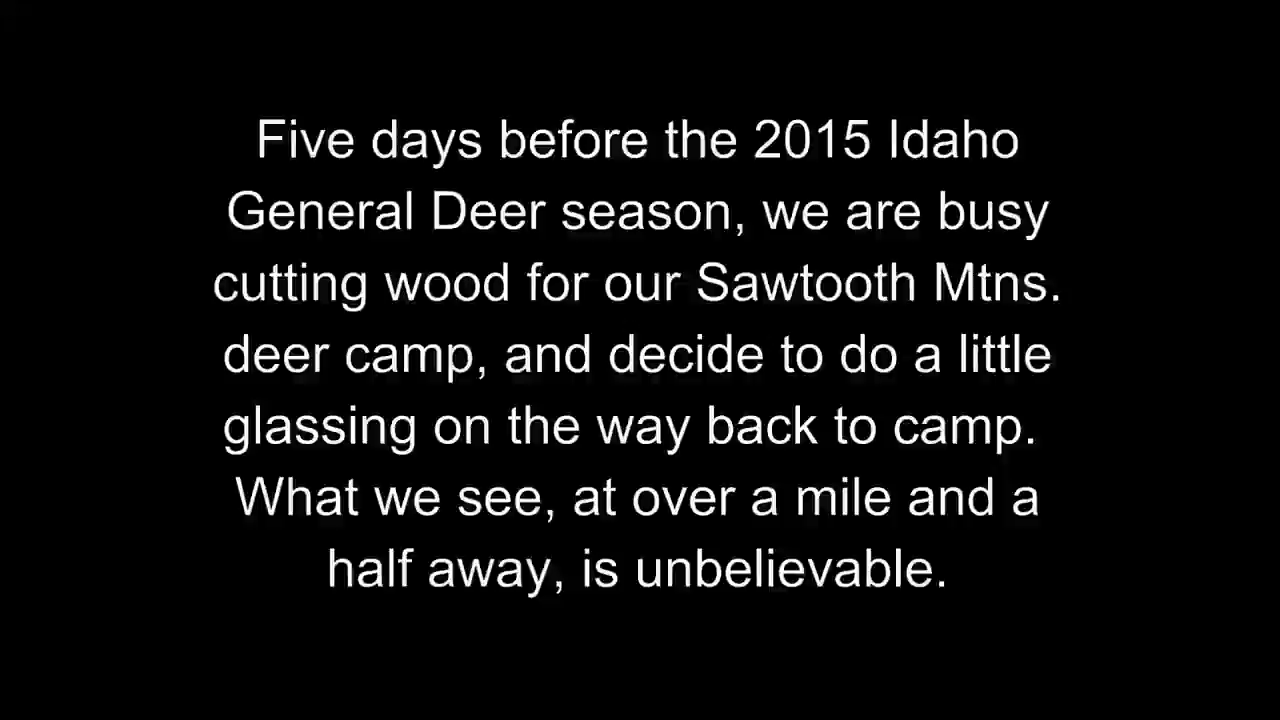 Five days before the 2015 Idaho
General Deer season, we are busy
cutting wood for our Sawtooth Mtns.
deer camp, and decide to do a little
glassing on the way back to camp.
What we see, at over a mile and a
half away, is unbelievable.